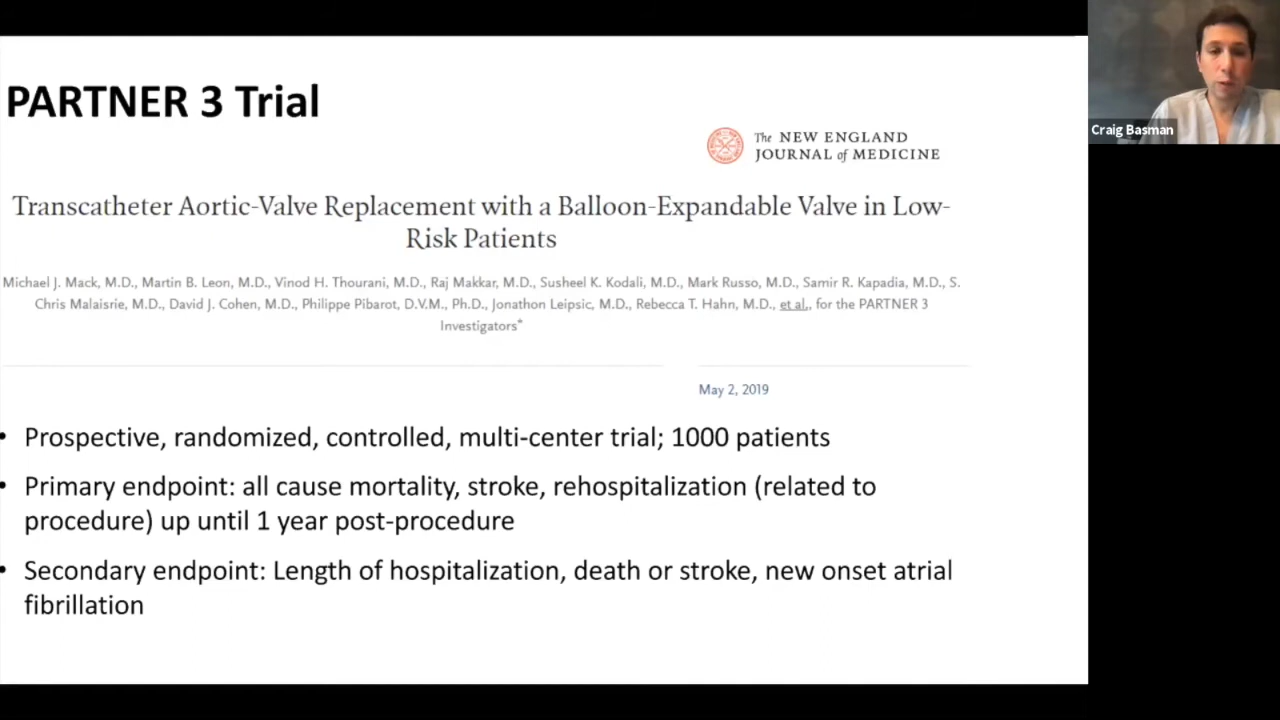 PARTNER 3 Trial
The NEW ENGLAND
JOURNAL of MEDICINE
Transcatheter Aortic-Valve Replacement with a Balloon-Expandable Valve in Low-
Risk Patients
Michael J. Mack, M.D., Martin B. Leon, M.D., Vinod H. Thourani, M.D., Raj Makkar, M.D., Susheel K. Kodali, M.D., Mark Russo, M.D., Samir R. Kapadia, M.D., S.
Chris Malaisrie, M.D., David J. Cohen, M.D., Philippe Pibarot, D.V.M., Ph.D., Jonathon Leipsic, M.D., Rebecca T. Hahn, M.D., et al., for the PARTNER 3
Investigators*
May 2, 2019
• Prospective, randomized, controlled, multi-center trial; 1000 patients
• Primary endpoint: all cause mortality, stroke, rehospitalization (related to
procedure) up until 1 year post-procedure
• Secondary endpoint: Length of hospitalization, death or stroke, new onset atrial
fibrillation
Craig Basman